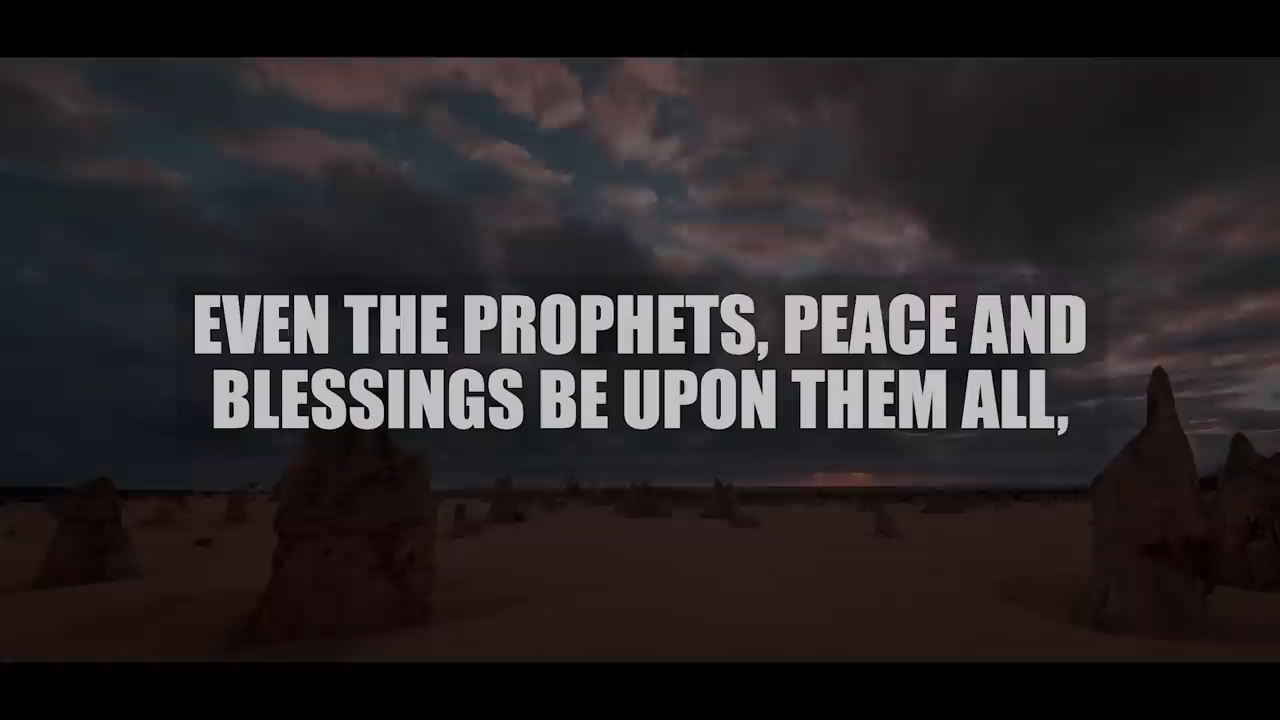 EVEN THE PROPHETS, PEACE AND
BLESSINGS BE UPON THEM ALL,